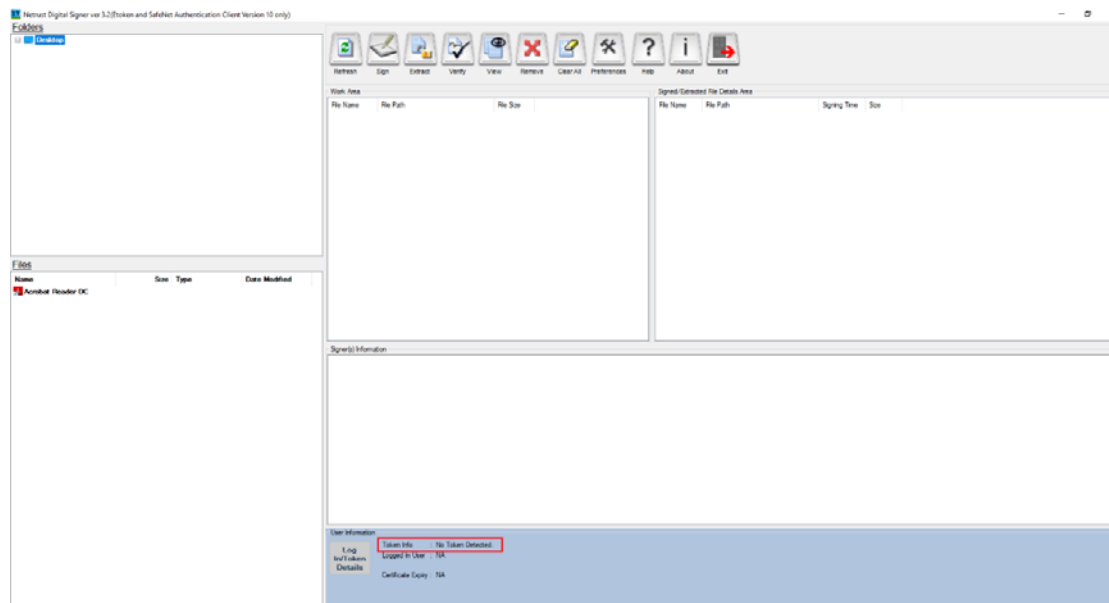 Netrust Digital Signer ver 3.2(Etoken and SafeNet Authentication Client Version 10 only)
Folders
Desktop
Refresh Sign Extract Verify View Remove Clear All Preferences Help About Exit
Work Area
File Name File Path File Size
Signed/Extracted File Details Area
File Name File Path Signing Time Size
Files
Name Size Type Date Modified
Acrobat Reader DC
Signer(s) Information
User Information
Log In/Token Details
Token Info : No Token Detected.
Logged In User : NA
Certificate Expiry : NA